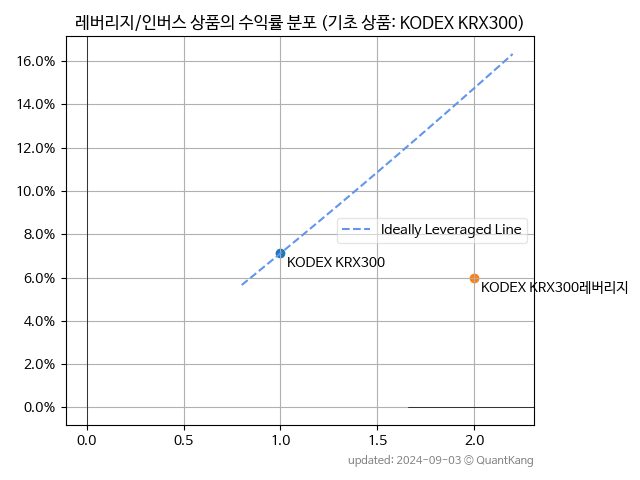 레버리지/인버스 상품의 수익률 분포 (기초 상품: KODEX KRX300)
16.0%
14.0%
12.0%
10.0%
8.0%
6.0%
4.0%
2.0%
0.0%
Ideally Leveraged Line
KODEX KRX300
KODEX KRX300레버리지
0.0 0.5 1.0 1.5 2.0
updated: 2024-09-03 © QuantKang